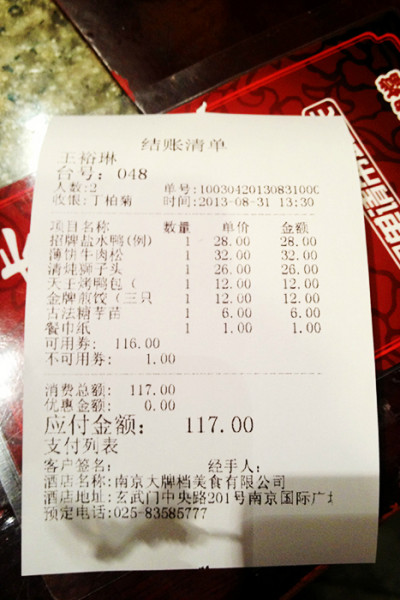 结账清单
王裕琳
台号：048
人数:2 单号:1003042013083100C
收银:丁柏菊 时间:2013-08-31 13:30
项目名称 数量 单价 金额
招牌盐水鸭(例) 1 28.00 28.00
薄饼牛肉松 1 32.00 32.00
清炖狮子头 1 26.00 26.00
天王烤鸭包（ 1 12.00 12.00
金牌煎饺（三只 1 12.00 12.00
古法糖芋苗 1 6.00 6.00
餐巾纸 1 1.00 1.00
可用券: 116.00
不可用券: 1.00
消费总额: 117.00
优惠金额: 0.00
应付金额: 117.00
支付列表
客户签名: 经手人:
酒店名称:南京大牌档美食有限公司
酒店地址:玄武门中央路201号南京国际广场
预定电话:025-83585777